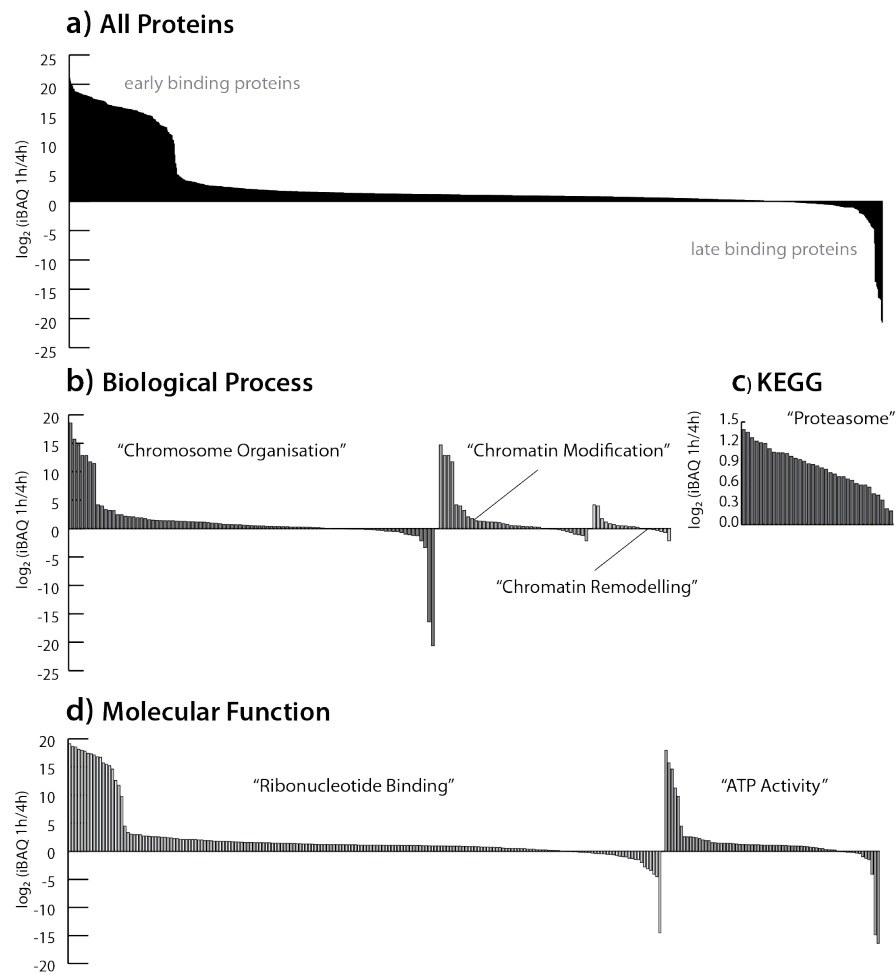 a) All Proteins
25
20
15
10
5
0
-5
-10
-15
-20
-25
log₂ (iBAQ 1h/4h)
early binding proteins
late binding proteins
b) Biological Process
20
15
10
5
0
-5
-10
-15
-20
-25
log₂ (iBAQ 1h/4h)
“Chromosome Organisation”
“Chromatin Modification”
“Chromatin Remodelling”
c) KEGG
“Proteasome”
1.5
1.2
0.9
0.6
0.3
0.0
log₂ (iBAQ 1h/4h)
d) Molecular Function
20
15
10
5
0
-5
-10
-15
-20
log₂ (iBAQ 1h/4h)
“Ribonucleotide Binding”
“ATP Activity”